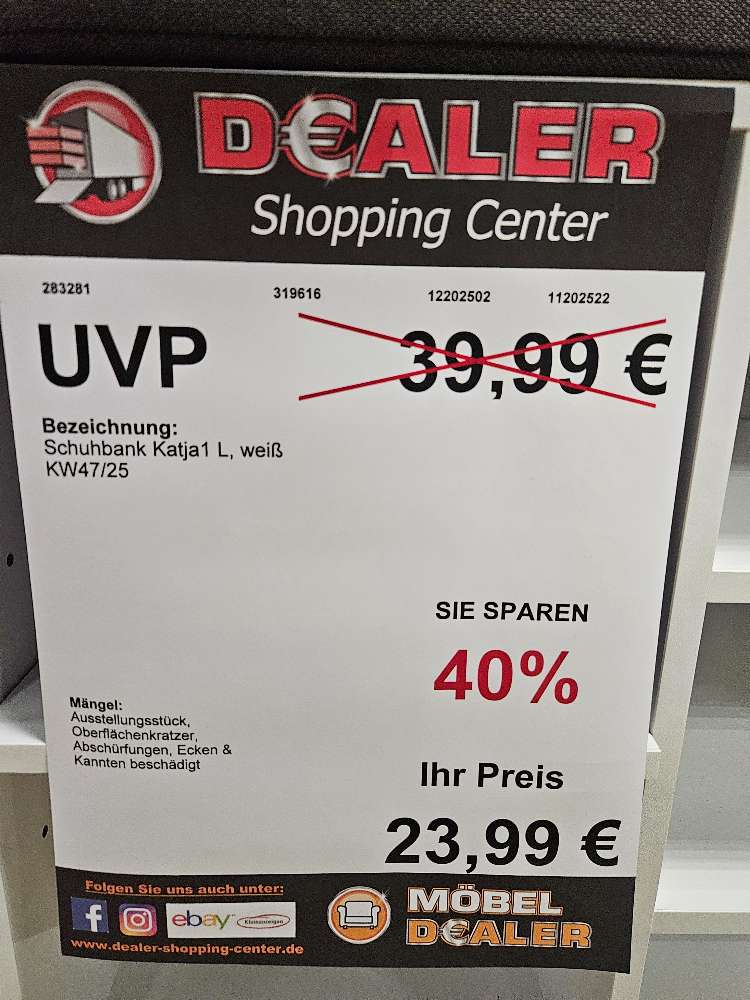 D€ALER
Shopping Center
283281 319616 12202502 11202522
UVP 39,99 €
Bezeichnung:
Schuhbank Katja1 L, weiß
KW47/25
SIE SPAREN
40%
Mängel:
Ausstellungsstück,
Oberflächenkratzer,
Abschürfungen, Ecken &
Kannten beschädigt
Ihr Preis
23,99 €
Folgen Sie uns auch unter:
f ebay Kleinanzeigen
www.dealer-shopping-center.de
MÖBEL
D€ALER